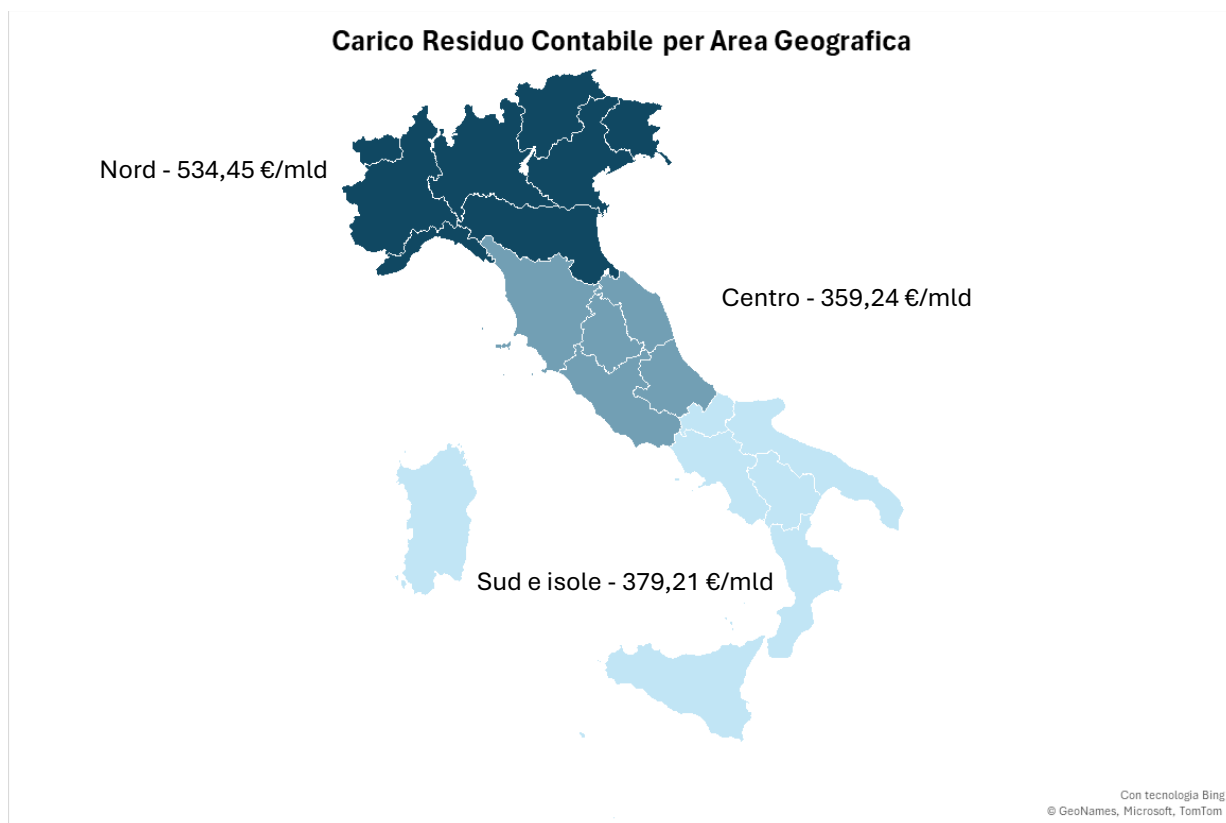 Carico Residuo Contabile per Area Geografica
Nord - 534,45 €/mld
Centro - 359,24 €/mld
Sud e isole - 379,21 €/mld
Con tecnologia Bing
© GeoNames, Microsoft, TomTom